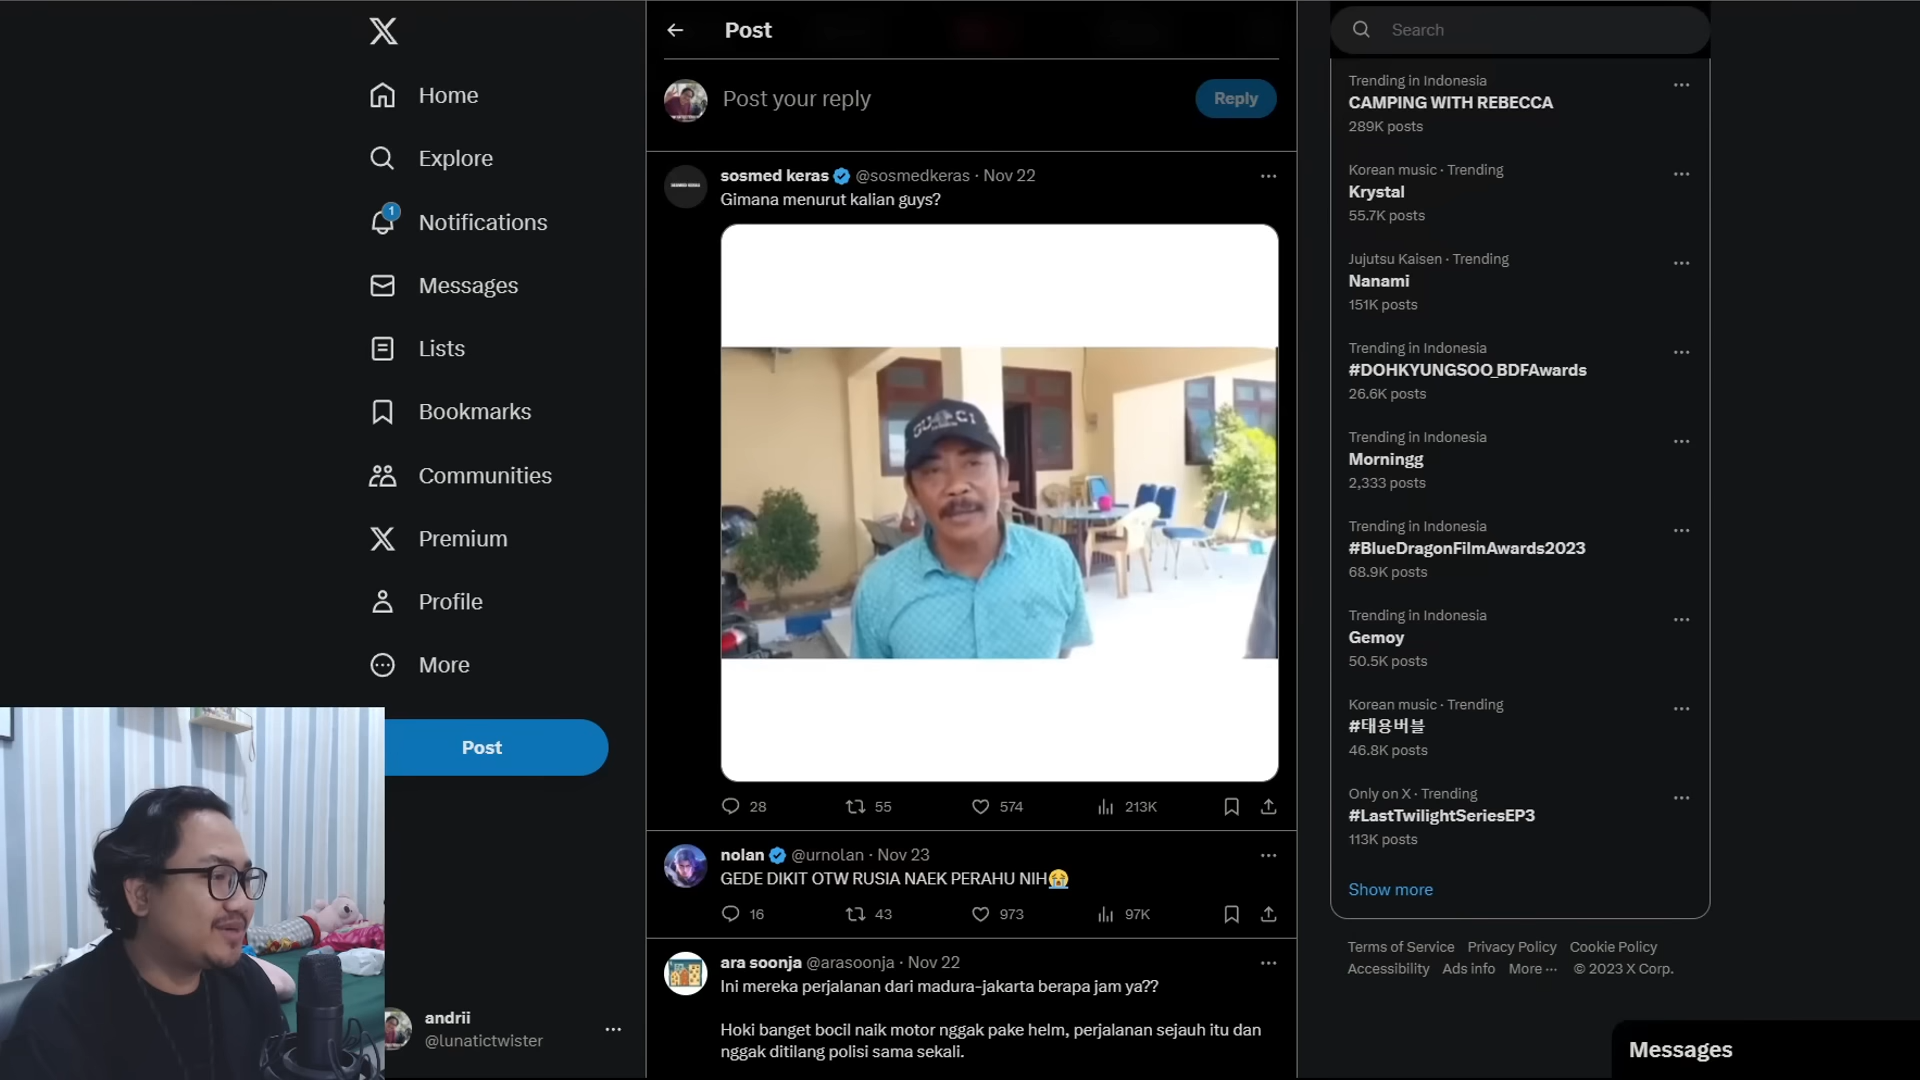 Home
Explore
1
Notifications
Messages
Lists
Bookmarks
Communities
Premium
Profile
More
Post
andrii
@lunatictwister
Post
Post your reply
Reply
sosmed keras @sosmedkeras · Nov 22
Gimana menurut kalian guys?
28
55
574
213K
nolan @urnolan · Nov 23
GEDE DIKIT OTW RUSIA NAEK PERAHU NIH😭
16
43
973
97K
ara soonja @arasoonja · Nov 22
Ini mereka perjalanan dari madura-jakarta berapa jam ya??
Hoki banget bocil naik motor nggak pake helm, perjalanan sejauh itu dan
nggak ditilang polisi sama sekali.
Search
Trending in Indonesia
CAMPING WITH REBECCA
289K posts
Korean music · Trending
Krystal
55.7K posts
Jujutsu Kaisen · Trending
Nanami
151K posts
Trending in Indonesia
#DOHKYUNGSOO_BDFAwards
26.6K posts
Trending in Indonesia
Morningg
2,333 posts
Trending in Indonesia
#BlueDragonFilmAwards2023
68.9K posts
Trending in Indonesia
Gemoy
50.5K posts
Korean music · Trending
#태용버블
46.8K posts
Only on X · Trending
#LastTwilightSeriesEP3
113K posts
Show more
Terms of Service Privacy Policy Cookie Policy
Accessibility Ads info More ··· © 2023 X Corp.
Messages